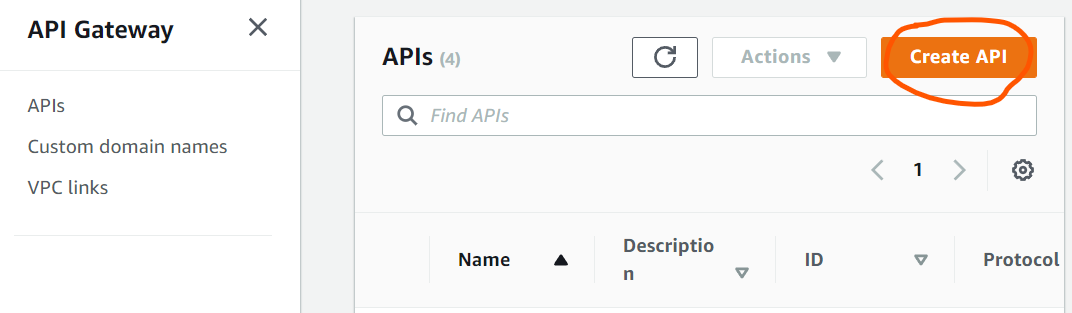 API Gateway
APIs
Custom domain names
VPC links
APIs (4)
Actions
Create API
Find APIs
1
Name
Descriptio
n
ID
Protocol